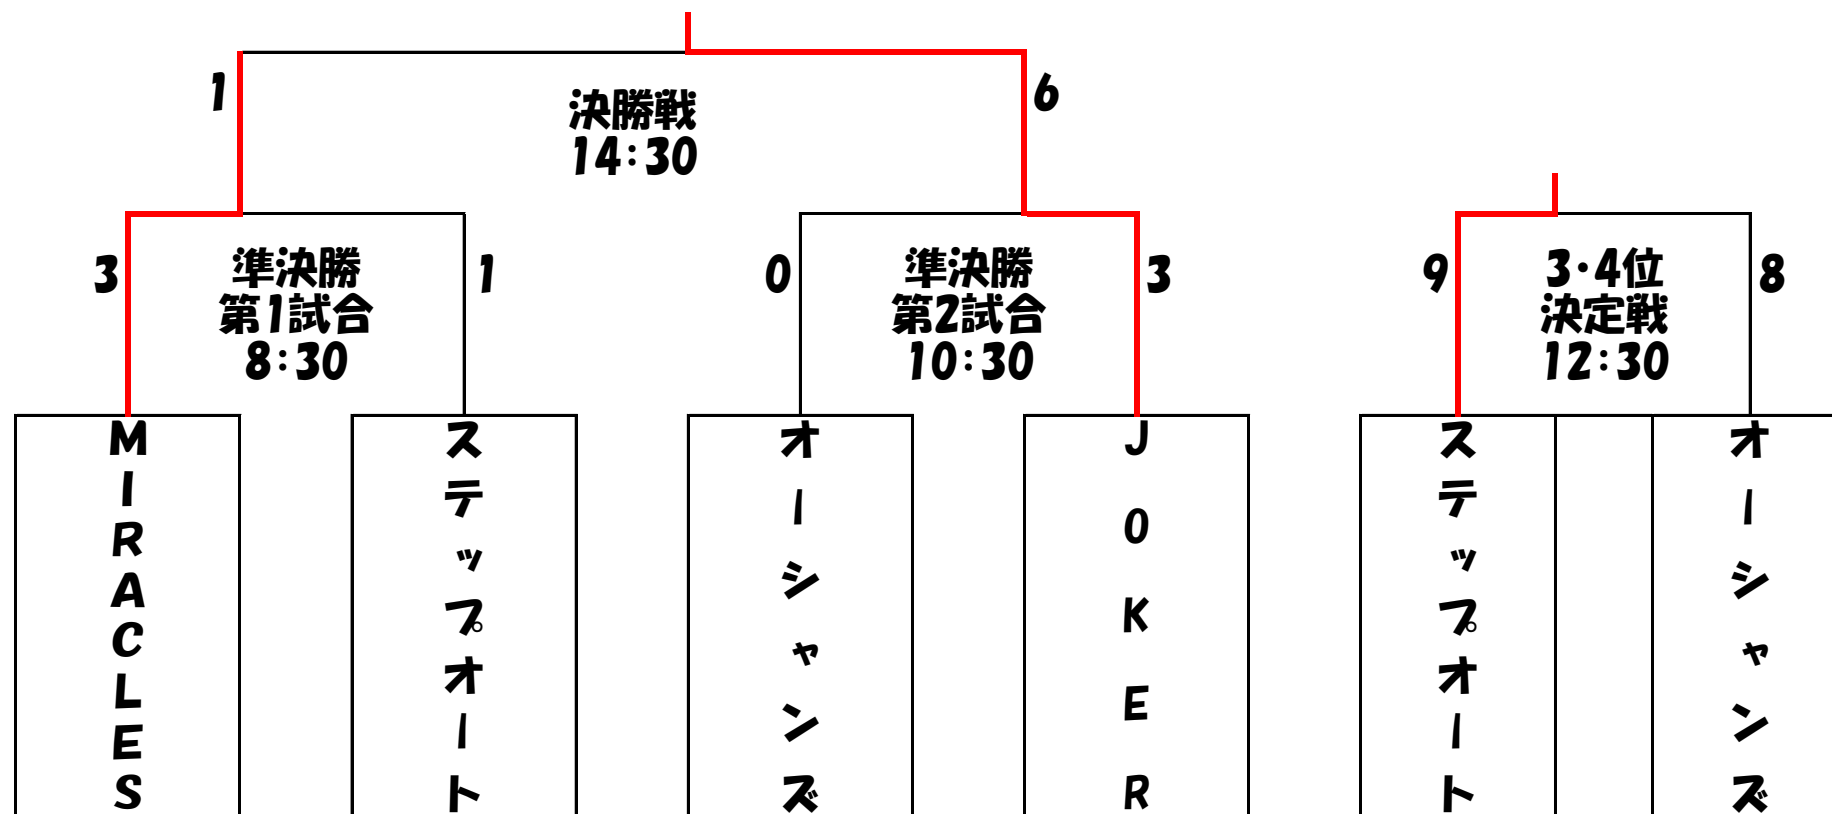 1
6
決勝戦
14:30
3
準決勝
第1試合
8:30
1
0
準決勝
第2試合
10:30
3
9
3・4位
決定戦
12:30
8
MIRACLES
ステップオート
オーシャンズ
JOKER
ステップオート
オーシャンズ